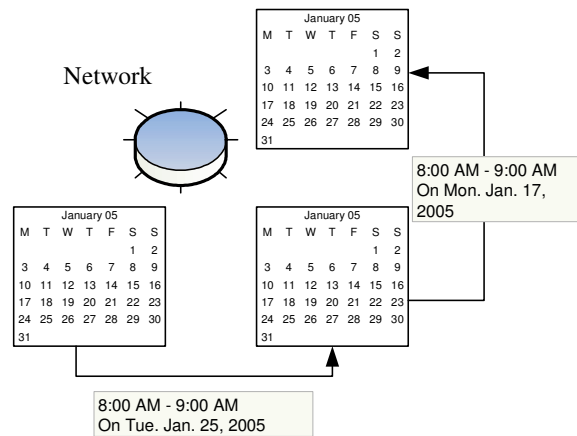 January 05
M T W T F S S
1 2
3 4 5 6 7 8 9
10 11 12 13 14 15 16
17 18 19 20 21 22 23
24 25 26 27 28 29 30
31
Network
8:00 AM - 9:00 AM
On Mon. Jan. 17,
2005
January 05
M T W T F S S
1 2
3 4 5 6 7 8 9
10 11 12 13 14 15 16
17 18 19 20 21 22 23
24 25 26 27 28 29 30
31
January 05
M T W T F S S
1 2
3 4 5 6 7 8 9
10 11 12 13 14 15 16
17 18 19 20 21 22 23
24 25 26 27 28 29 30
31
8:00 AM - 9:00 AM
On Tue. Jan. 25, 2005